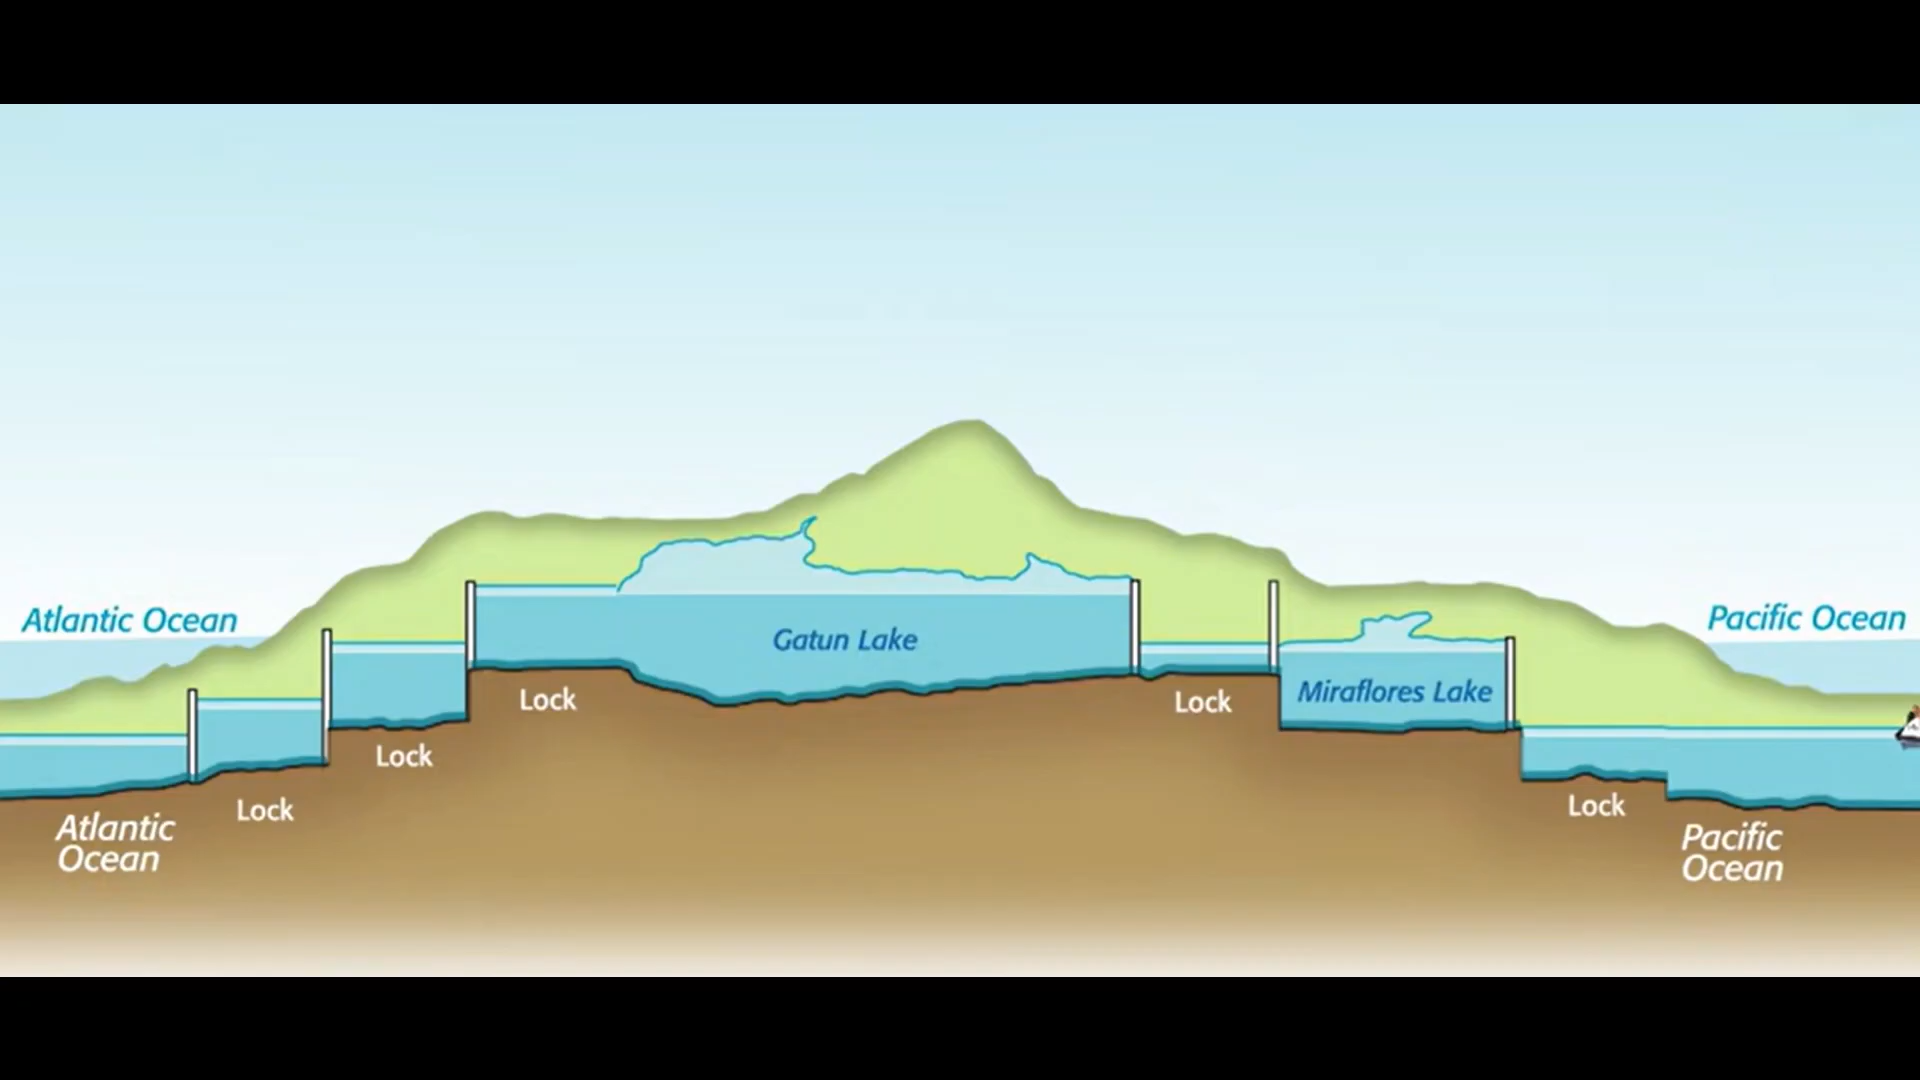 Atlantic Ocean
Pacific Ocean
Gatun Lake
Miraflores Lake
Lock
Lock
Lock
Lock
Lock
Atlantic
Ocean
Pacific
Ocean